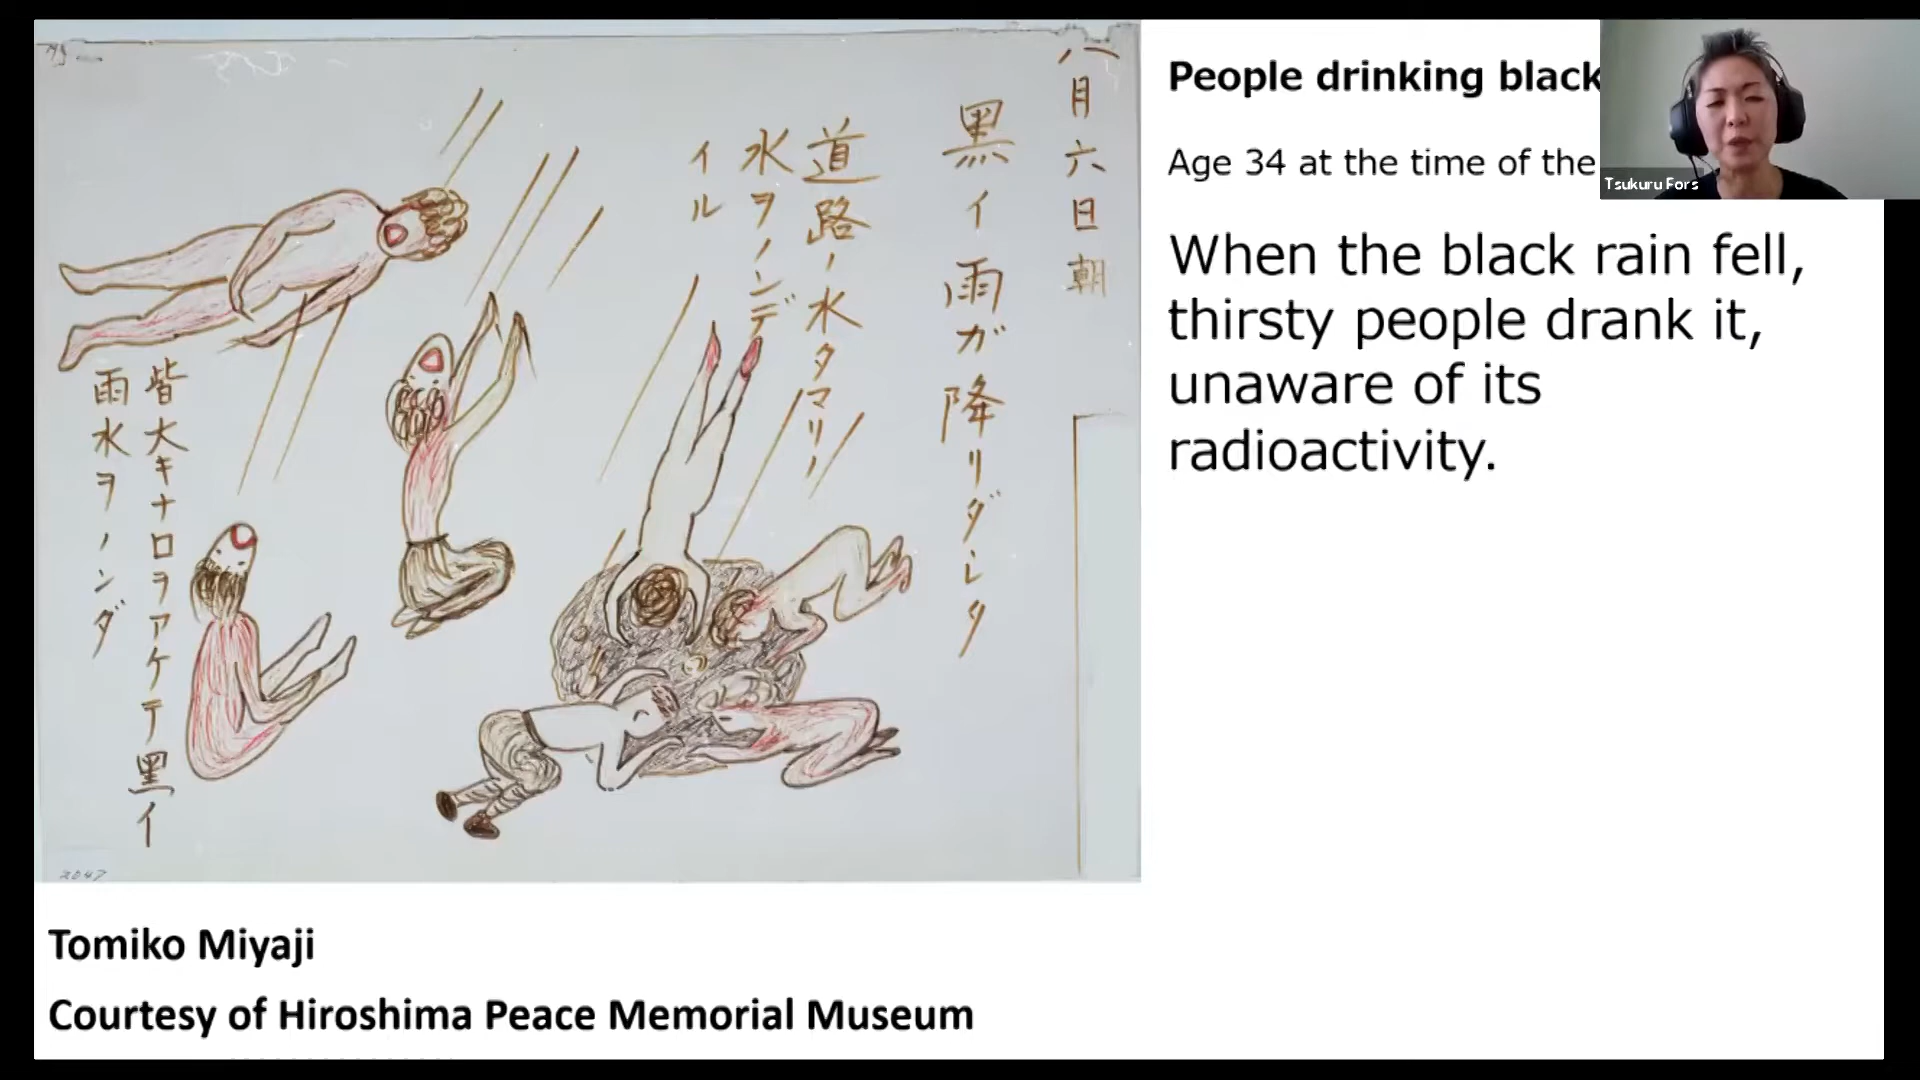 八月六日朝
黒イ雨ガ降リダシタ
道路ノ水タマリノ
水ヲノンデ
イル
皆大キナ口ヲアケテ黒イ
雨水ヲノンダ
2047
People drinking black
Age 34 at the time of the
When the black rain fell,
thirsty people drank it,
unaware of its
radioactivity.
Tsukuru Fors
Tomiko Miyaji
Courtesy of Hiroshima Peace Memorial Museum